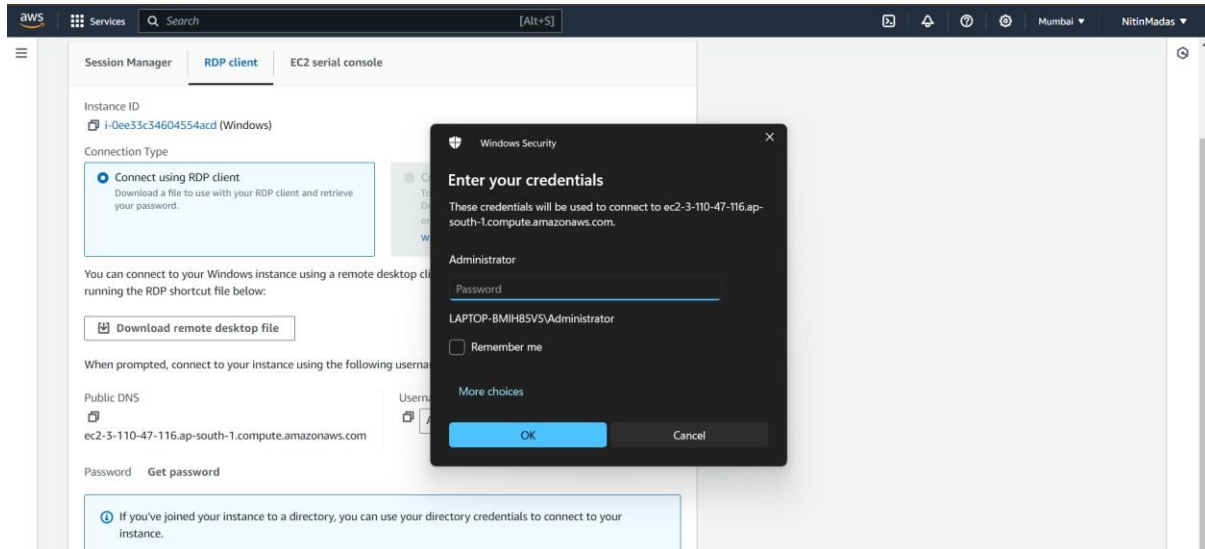 aws
Services
Search
[Alt+S]
Mumbai ▼
NitinMadas ▼
Session Manager
RDP client
EC2 serial console
Instance ID
i-0ee33c34604554acd (Windows)
Connection Type
Connect using RDP client
Download a file to use with your RDP client and retrieve
your password.
You can connect to your Windows instance using a remote desktop cli
running the RDP shortcut file below:
Download remote desktop file
When prompted, connect to your instance using the following userna
Public DNS
Userna
ec2-3-110-47-116.ap-south-1.compute.amazonaws.com
Password Get password
If you've joined your instance to a directory, you can use your directory credentials to connect to your
instance.
Windows Security
Enter your credentials
These credentials will be used to connect to ec2-3-110-47-116.ap-
south-1.compute.amazonaws.com.
Administrator
Password
LAPTOP-BMIH85V5\Administrator
Remember me
More choices
OK
Cancel